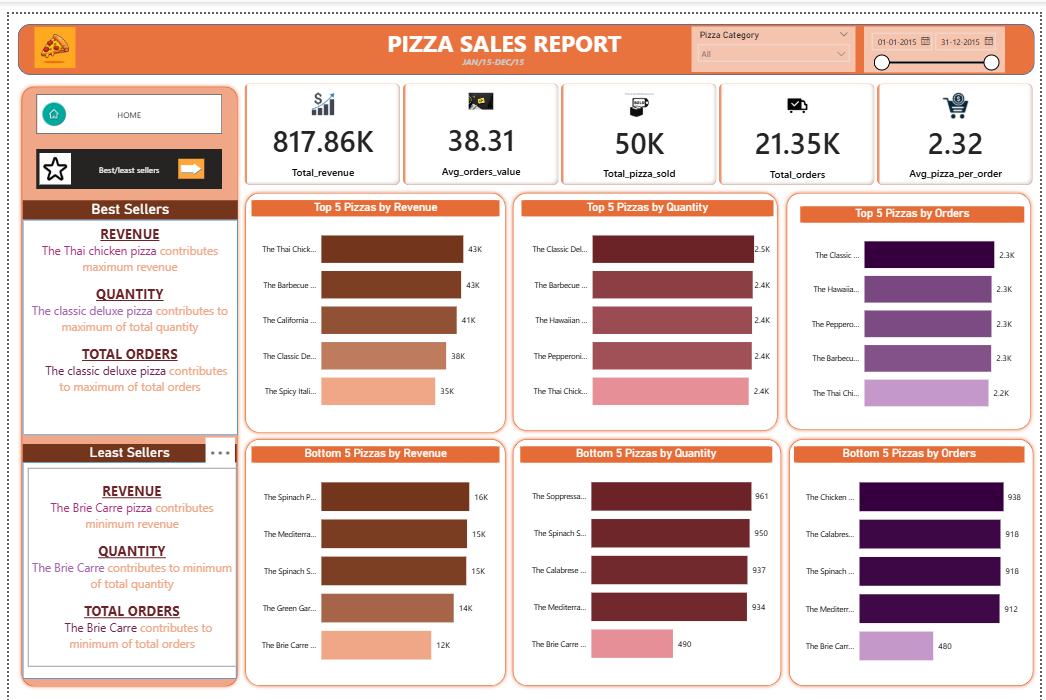 PIZZA SALES REPORT
JAN/15-DEC/15
Pizza Category
All
01-01-2015
31-12-2015
HOME
Best/least sellers
817.86K
Total_revenue
38.31
Avg_orders_value
50K
Total_pizza_sold
21.35K
Total_orders
2.32
Avg_pizza_per_order
Best Sellers
REVENUE
The Thai chicken pizza contributes
maximum revenue
QUANTITY
The classic deluxe pizza contributes to
maximum of total quantity
TOTAL ORDERS
The classic deluxe pizza contributes
to maximum of total orders
Top 5 Pizzas by Revenue
The Thai Chick... 43K
The Barbecue ... 43K
The California ... 41K
The Classic De... 38K
The Spicy Itali... 35K
Top 5 Pizzas by Quantity
The Classic Del... 2.5K
The Barbecue ... 2.4K
The Hawaiian ... 2.4K
The Pepperoni... 2.4K
The Thai Chick... 2.4K
Top 5 Pizzas by Orders
The Classic ... 2.3K
The Hawaiia... 2.3K
The Peppero... 2.3K
The Barbecu... 2.3K
The Thai Chi... 2.2K
Least Sellers
REVENUE
The Brie Carre pizza contributes
minimum revenue
QUANTITY
The Brie Carre contributes to minimum
of total quantity
TOTAL ORDERS
The Brie Carre contributes to
minimum of total orders
Bottom 5 Pizzas by Revenue
The Spinach P... 16K
The Mediterra... 15K
The Spinach S... 15K
The Green Gar... 14K
The Brie Carre ... 12K
Bottom 5 Pizzas by Quantity
The Soppressa... 961
The Spinach S... 950
The Calabrese ... 937
The Mediterra... 934
The Brie Carre ... 490
Bottom 5 Pizzas by Orders
The Chicken ... 938
The Calabres... 918
The Spinach ... 918
The Mediterr... 912
The Brie Carr... 480